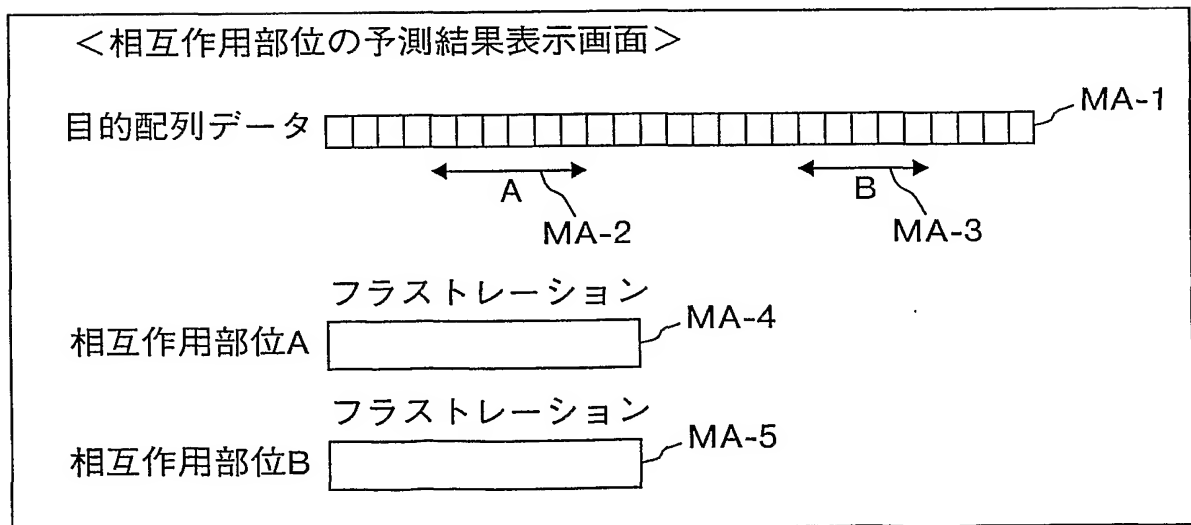 ＜相互作用部位の予測結果表示画面＞
目的配列データ MA-1
A B
MA-2 MA-3
フラストレーション
相互作用部位A MA-4
フラストレーション
相互作用部位B MA-5